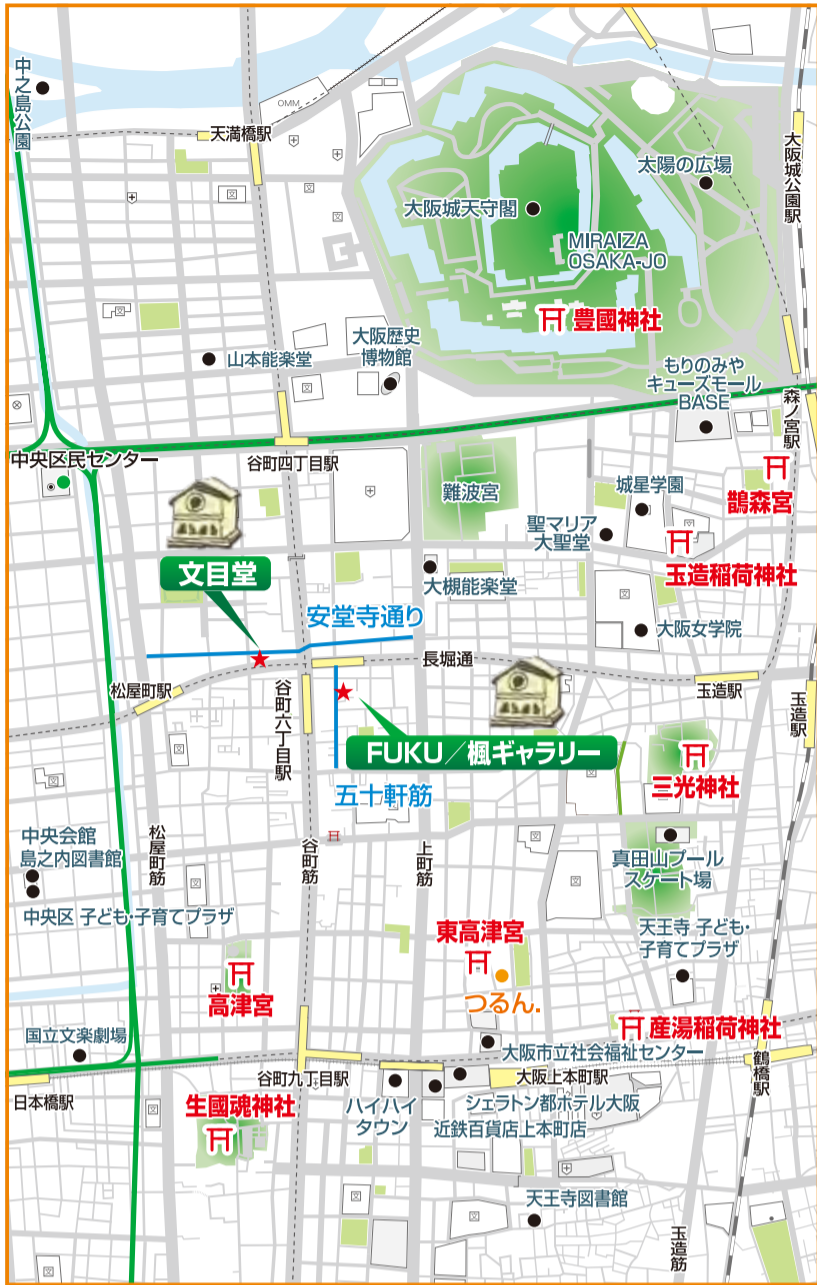 中之島公園
OMM
天満橋駅
大阪城公園駅
太陽の広場
大阪城天守閣
MIRAIZA
OSAKA-JO
豊國神社
大阪歴史
博物館
山本能楽堂
もりのみや
キューズモール
BASE
森ノ宮駅
中央区民センター
谷町四丁目駅
難波宮
城星学園
鵲森宮
聖マリア
大聖堂
玉造稲荷神社
文目堂
大槻能楽堂
安堂寺通り
大阪女学院
長堀通
松屋町駅
谷町六丁目駅
玉造駅
玉造駅
FUKU/楓ギャラリー
三光神社
五十軒筋
中央会館
島之内図書館
松屋町筋
谷町筋
上町筋
真田山プール
スケート場
中央区 子ども・子育てプラザ
天王寺 子ども・
子育てプラザ
東高津宮
高津宮
つるん.
産湯稲荷神社
国立文楽劇場
大阪市立社会福祉センター
鶴橋駅
谷町九丁目駅
大阪上本町駅
日本橋駅
生國魂神社
ハイハイ
タウン
シェラトン都ホテル大阪
近鉄百貨店上本町店
天王寺図書館
玉造筋